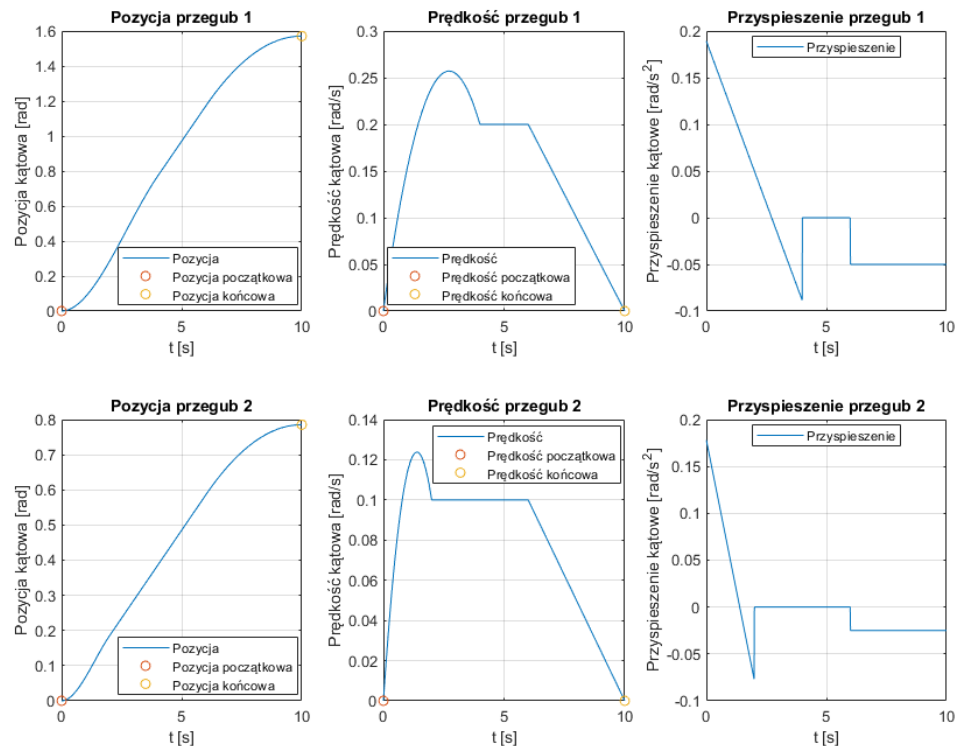 Pozycja przegub 1
Pozycja kątowa [rad]
1.6
1.4
1.2
1
0.8
0.6
0.4
0.2
0
Pozycja
Pozycja początkowa
Pozycja końcowa
0
5
10
t [s]
Prędkość przegub 1
Prędkość kątowa [rad/s]
0.3
0.25
0.2
0.15
0.1
0.05
0
Prędkość
Prędkość początkowa
Prędkość końcowa
0
5
10
t [s]
Przyspieszenie przegub 1
Przyspieszenie kątowe [rad/s²]
0.2
0.15
0.1
0.05
0
-0.05
-0.1
Przyspieszenie
0
5
10
t [s]
Pozycja przegub 2
Pozycja kątowa [rad]
0.8
0.7
0.6
0.5
0.4
0.3
0.2
0.1
0
Pozycja
Pozycja początkowa
Pozycja końcowa
0
5
10
t [s]
Prędkość przegub 2
Prędkość kątowa [rad/s]
0.14
0.12
0.1
0.08
0.06
0.04
0.02
0
Prędkość
Prędkość początkowa
Prędkość końcowa
0
5
10
t [s]
Przyspieszenie przegub 2
Przyspieszenie kątowe [rad/s²]
0.2
0.15
0.1
0.05
0
-0.05
-0.1
Przyspieszenie
0
5
10
t [s]